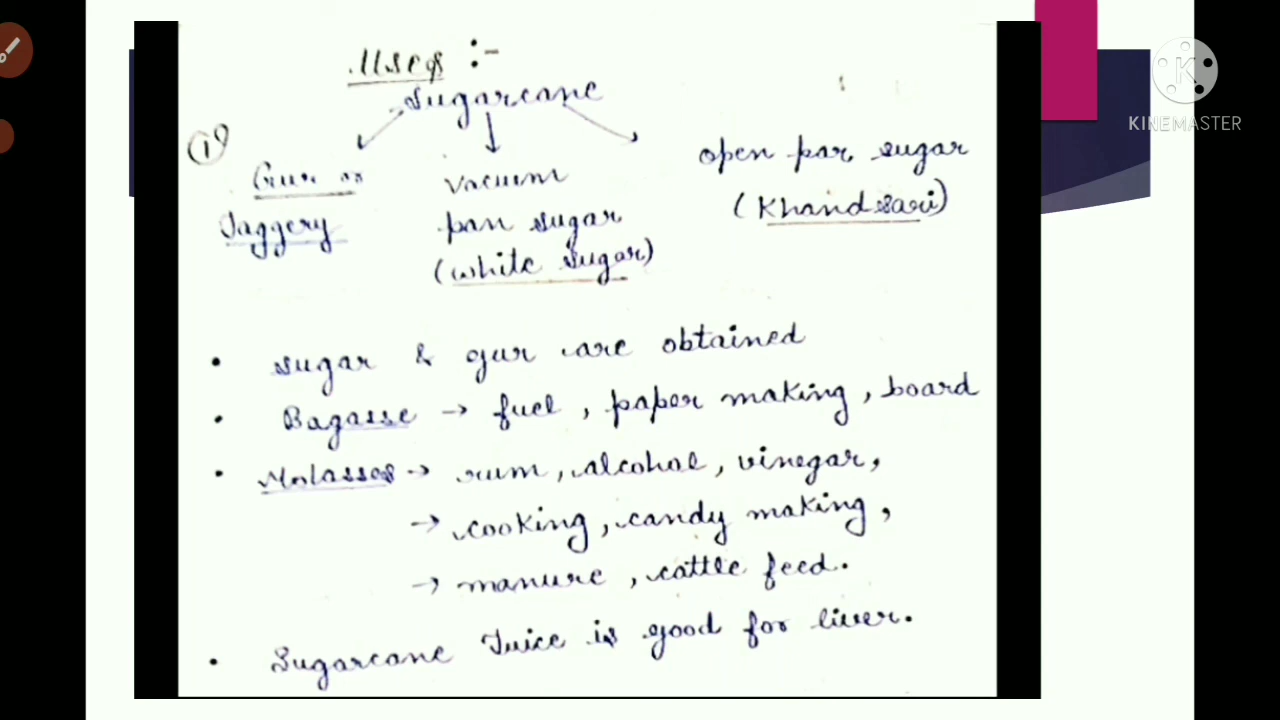 Uses :-
Sugarcane
①
Gur or
Jaggery
vacuum
pan sugar
(white sugar)
open pan sugar
(Khandsari)
• Sugar & gur are obtained
• Bagasse → fuel, paper making, board
• Molasses → rum, alcohol, vinegar,
→ cooking, candy making,
→ manure, cattle feed.
• Sugarcane Juice is good for liver.
K
KINEMASTER